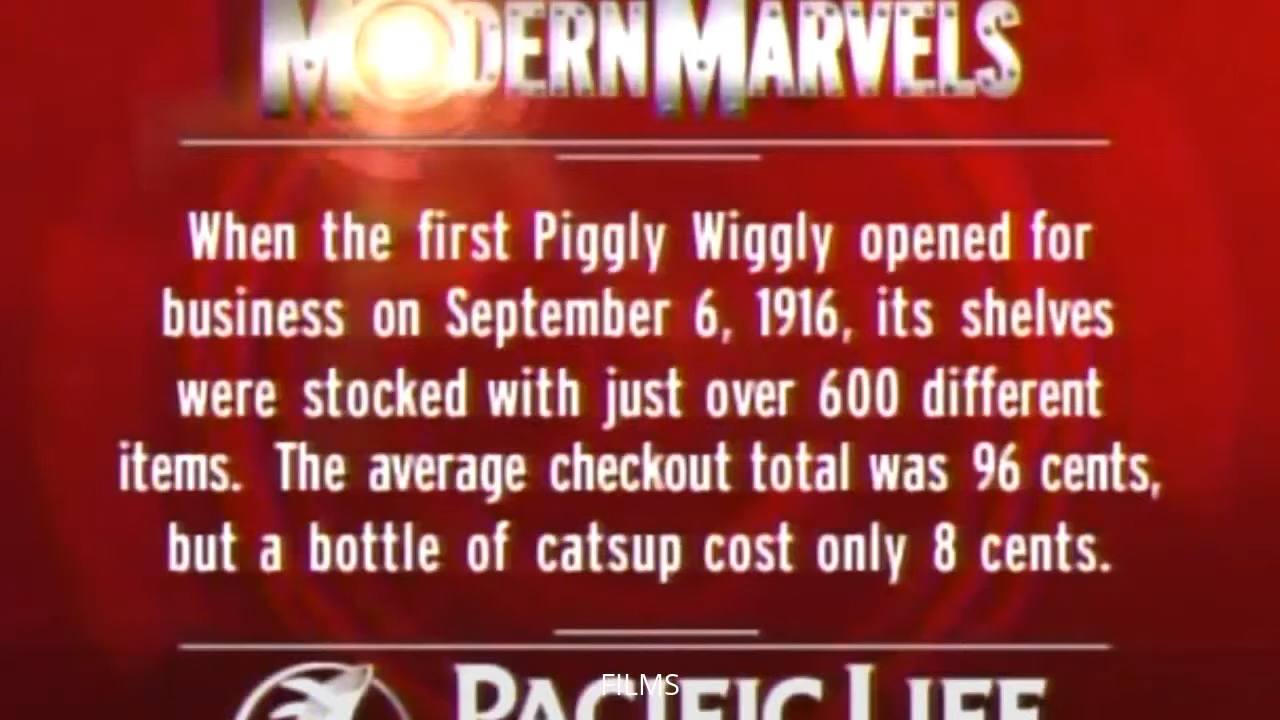 MODERN MARVELS
When the first Piggly Wiggly opened for
business on September 6, 1916, its shelves
were stocked with just over 600 different
items. The average checkout total was 96 cents,
but a bottle of catsup cost only 8 cents.
PACIFIC LIFE
FILMS